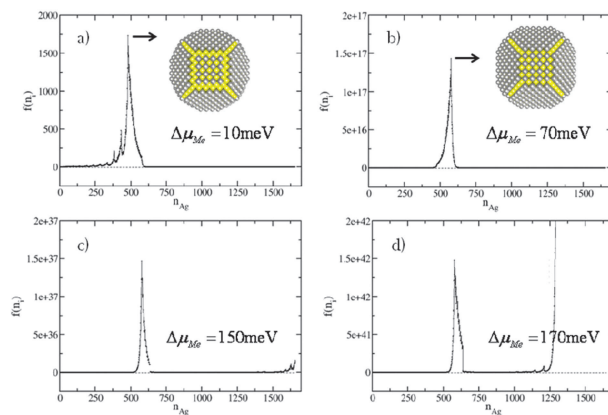 a)
f(n_i)
2000
1500
1000
500
0
Δμ_Me = 10meV
0 250 500 750 1000 1250 1500
n_Ag
b)
f(n_i)
2e+17
1.5e+17
1e+17
5e+16
0
Δμ_Me = 70meV
0 250 500 750 1000 1250 1500
n_Ag
c)
f(n_i)
2e+37
1.5e+37
1e+37
5e+36
0
Δμ_Me = 150meV
0 250 500 750 1000 1250 1500
n_Ag
d)
f(n_i)
2e+42
1.5e+42
1e+42
5e+41
0
Δμ_Me = 170meV
0 250 500 750 1000 1250 1500
n_Ag